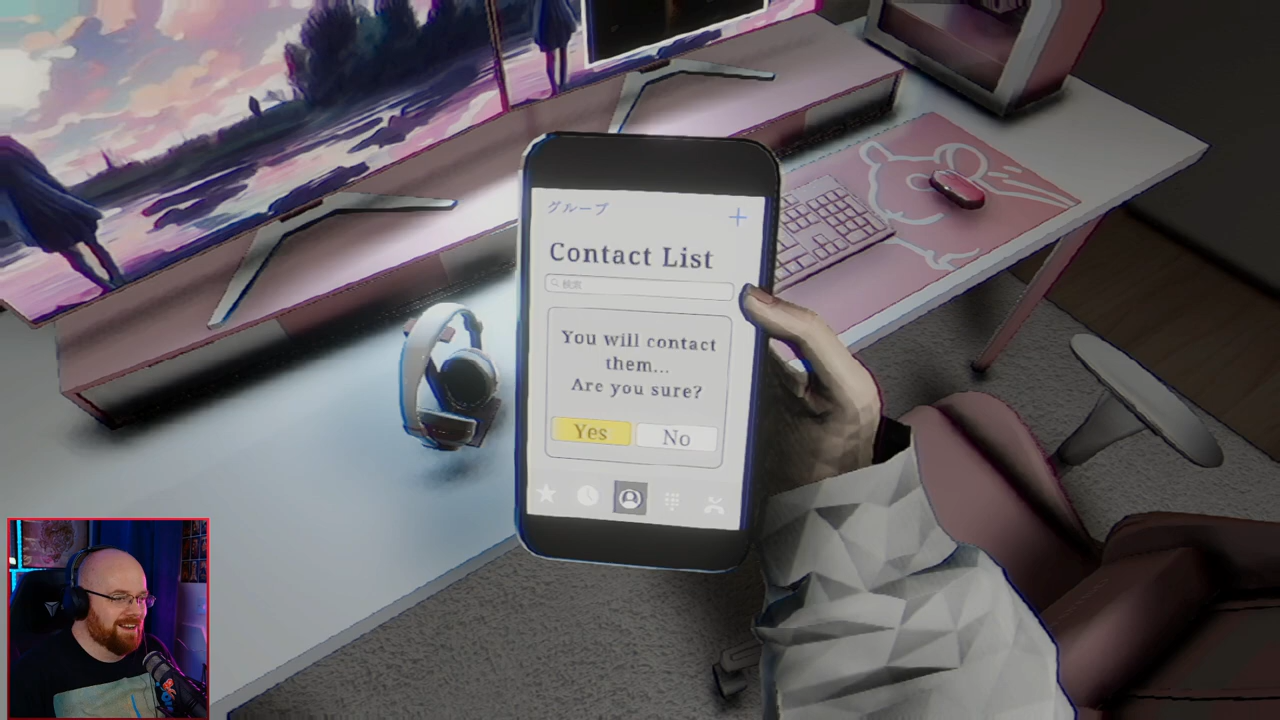 グループ
Contact List
検索
You will contact
them...
Are you sure?
Yes
No